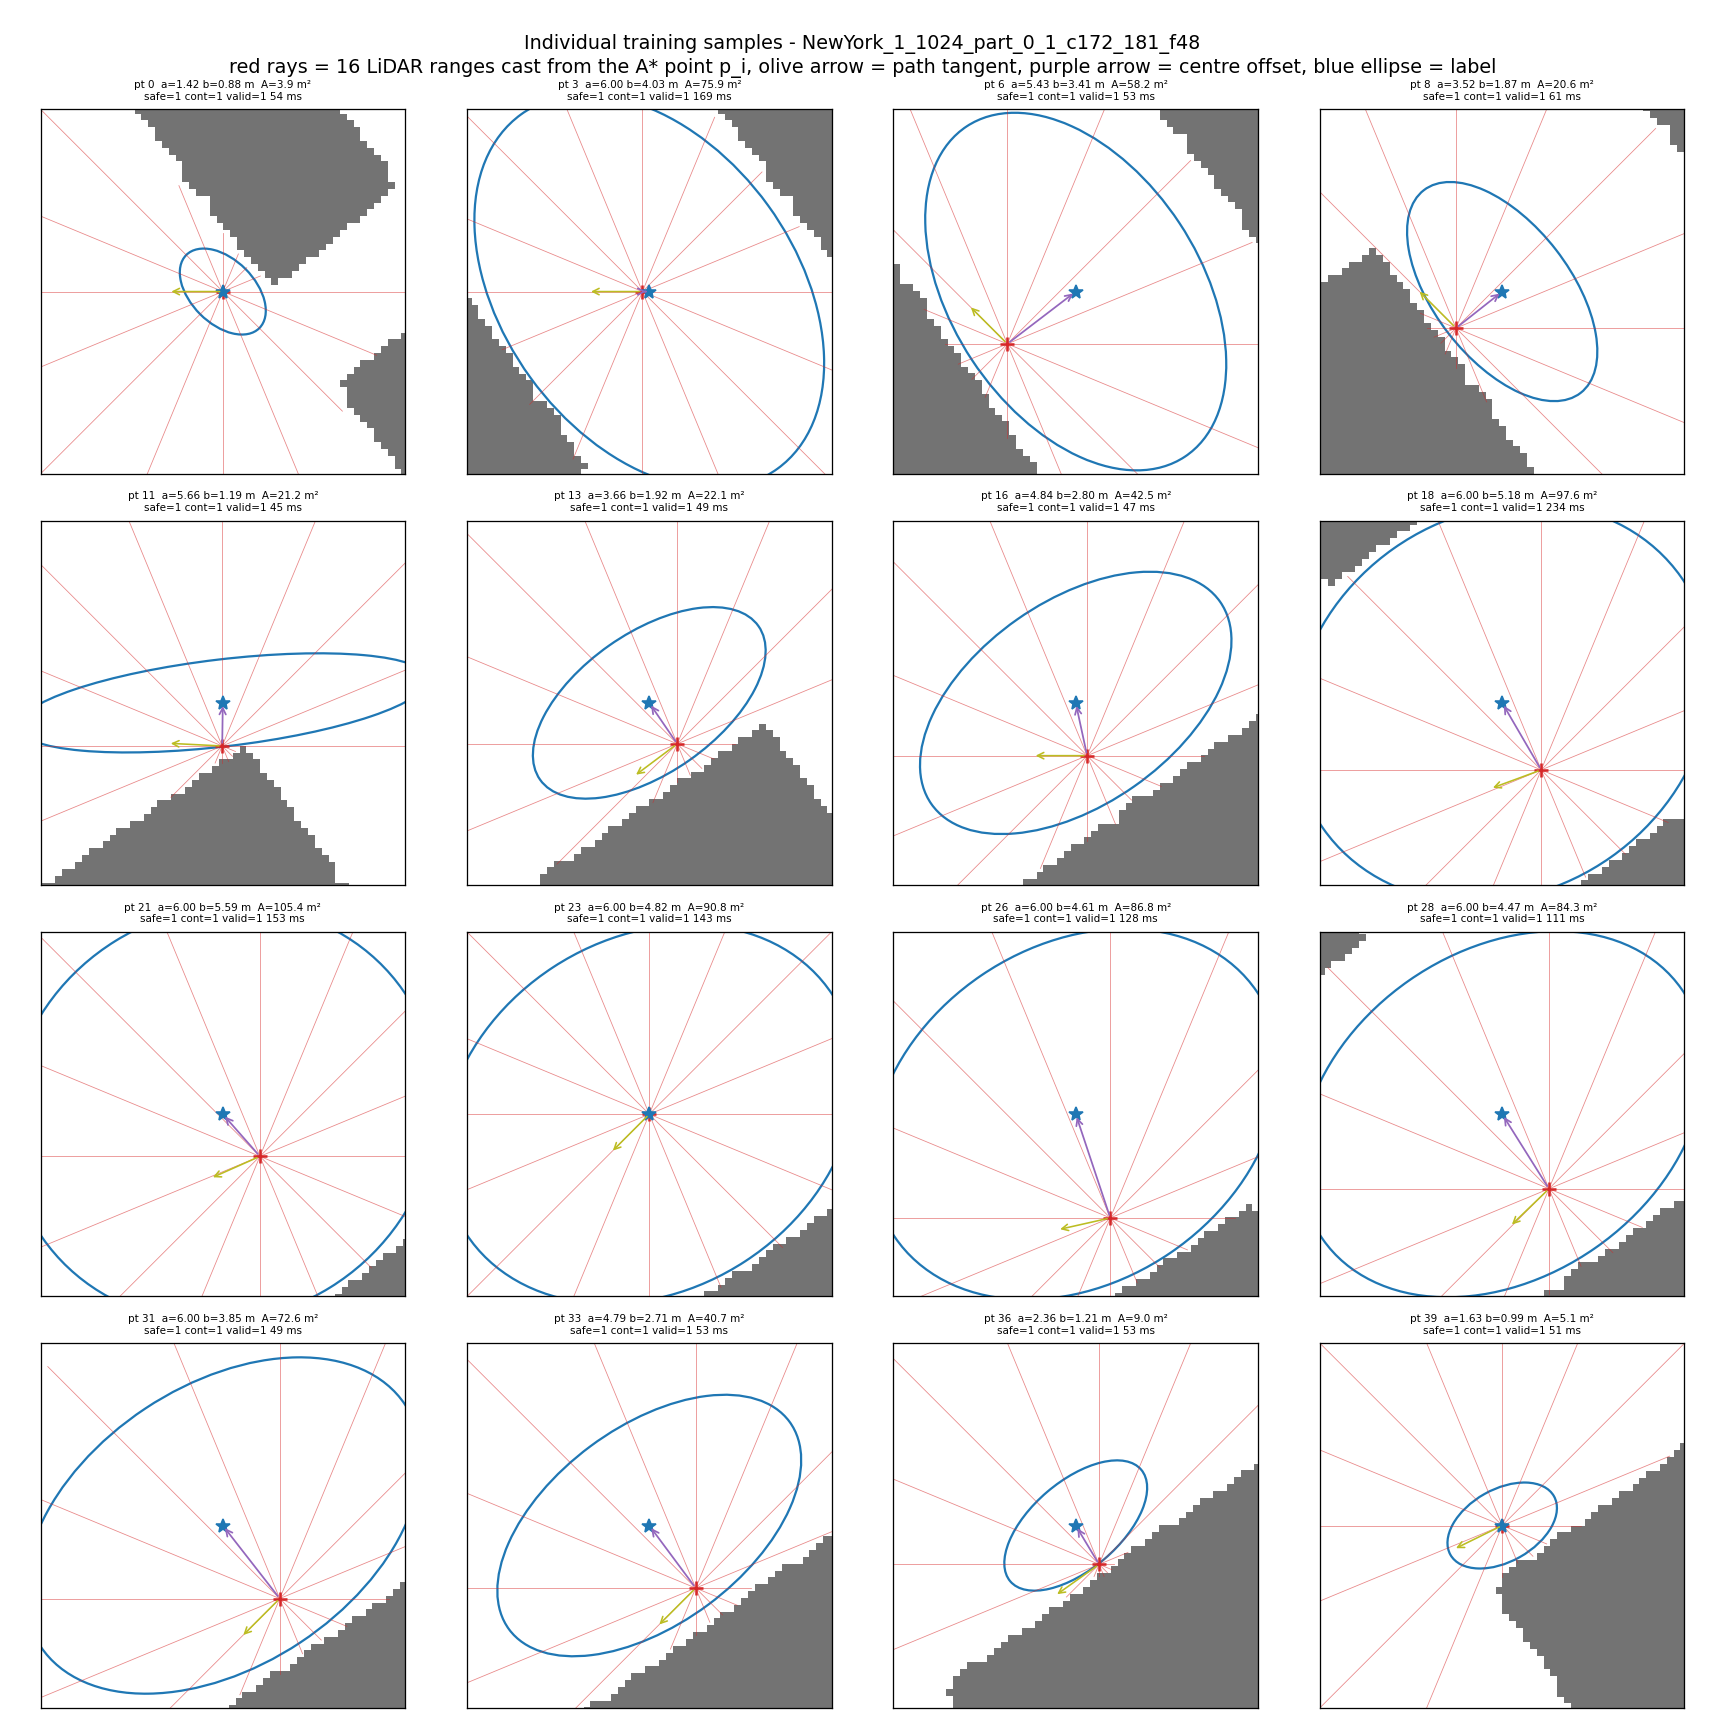 Individual training samples - NewYork_1_1024_part_0_1_c172_181_f48
red rays = 16 LiDAR ranges cast from the A* point p_i, olive arrow = path tangent, purple arrow = centre offset, blue ellipse = label
pt 0  a=1.42 b=0.88 m  A=3.9 m²
safe=1 cont=1 valid=1 54 ms
pt 3  a=6.00 b=4.03 m  A=75.9 m²
safe=1 cont=1 valid=1 169 ms
pt 6  a=5.43 b=3.41 m  A=58.2 m²
safe=1 cont=1 valid=1 53 ms
pt 8  a=3.52 b=1.87 m  A=20.6 m²
safe=1 cont=1 valid=1 61 ms
pt 11  a=5.66 b=1.19 m  A=21.2 m²
safe=1 cont=1 valid=1 45 ms
pt 13  a=3.66 b=1.92 m  A=22.1 m²
safe=1 cont=1 valid=1 49 ms
pt 16  a=4.84 b=2.80 m  A=42.5 m²
safe=1 cont=1 valid=1 47 ms
pt 18  a=6.00 b=5.18 m  A=97.6 m²
safe=1 cont=1 valid=1 234 ms
pt 21  a=6.00 b=5.59 m  A=105.4 m²
safe=1 cont=1 valid=1 153 ms
pt 23  a=6.00 b=4.82 m  A=90.8 m²
safe=1 cont=1 valid=1 143 ms
pt 26  a=6.00 b=4.61 m  A=86.8 m²
safe=1 cont=1 valid=1 128 ms
pt 28  a=6.00 b=4.47 m  A=84.3 m²
safe=1 cont=1 valid=1 111 ms
pt 31  a=6.00 b=3.85 m  A=72.6 m²
safe=1 cont=1 valid=1 49 ms
pt 33  a=4.79 b=2.71 m  A=40.7 m²
safe=1 cont=1 valid=1 53 ms
pt 36  a=2.36 b=1.21 m  A=9.0 m²
safe=1 cont=1 valid=1 53 ms
pt 39  a=1.63 b=0.99 m  A=5.1 m²
safe=1 cont=1 valid=1 51 ms